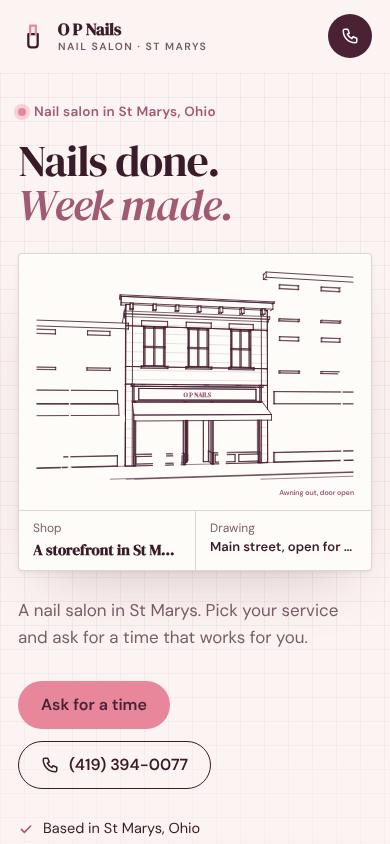 O P Nails
NAIL SALON · ST MARYS
Nail salon in St Marys, Ohio
Nails done.
Week made.
O P NAILS
Awning out, door open
Shop
A storefront in St M...
Drawing
Main street, open for ...
A nail salon in St Marys. Pick your service
and ask for a time that works for you.
Ask for a time
(419) 394-0077
Based in St Marys, Ohio